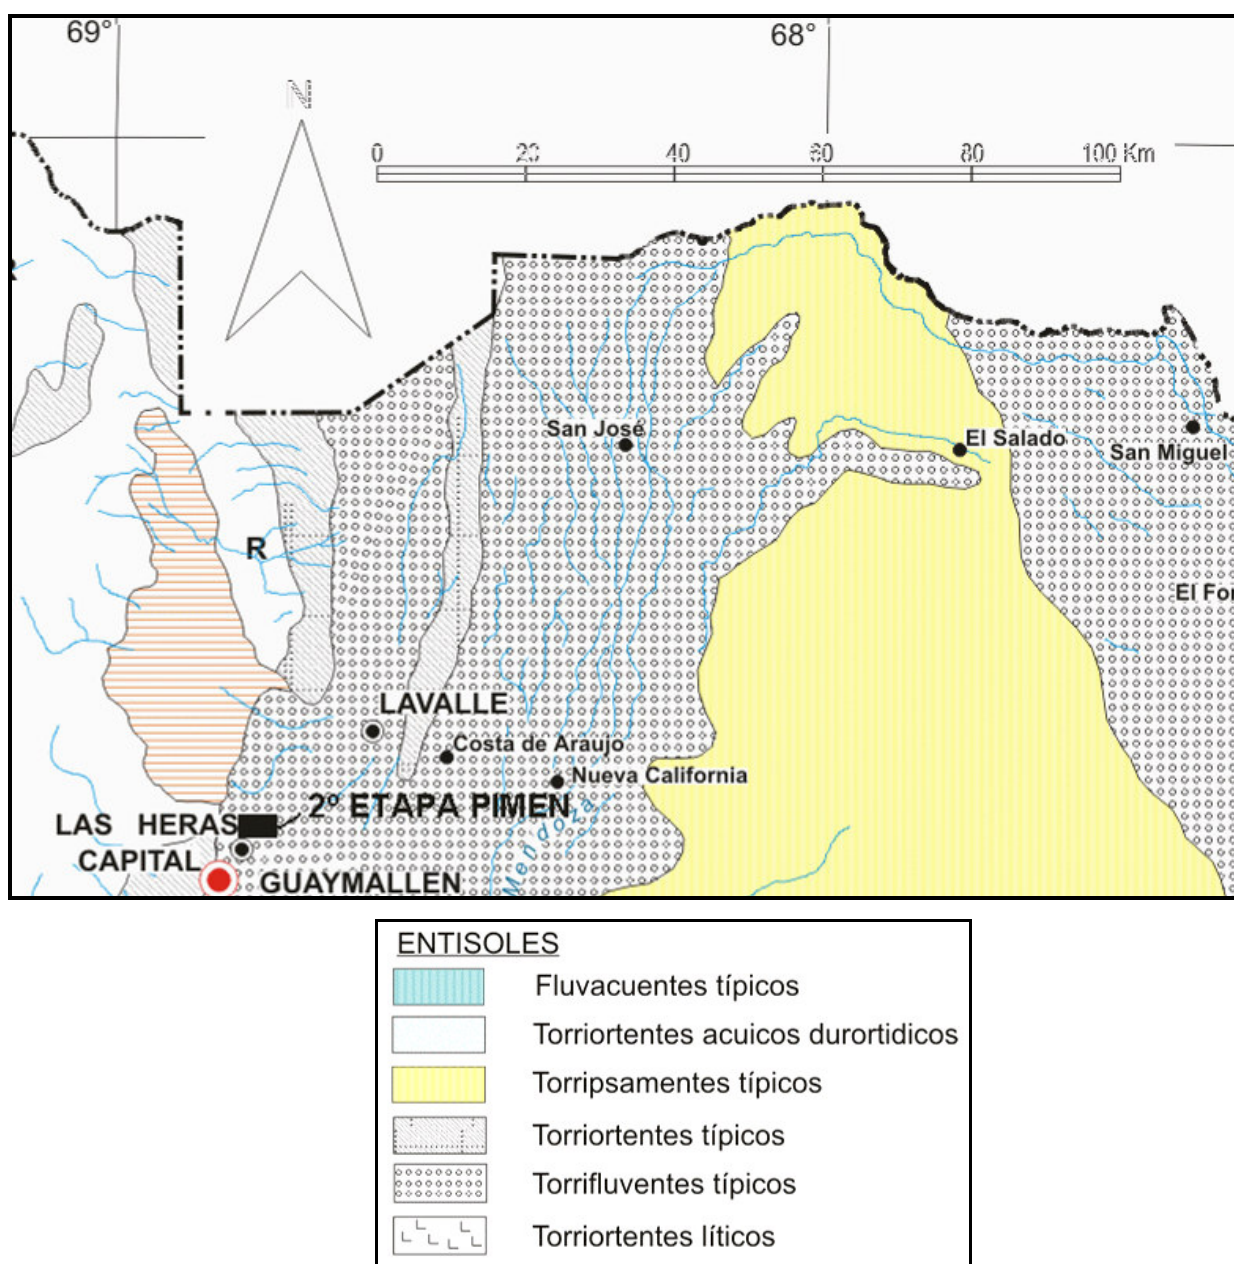 69°
68°
N
0 20 40 60 80 100 Km
San José
El Salado
San Miguel
R
El For
LAVALLE
Costa de Araujo
Nueva California
2º ETAPA PIMEN
LAS HERAS
CAPITAL
GUAYMALLEN
Mendoza
ENTISOLES
Fluvacuentes típicos
Torriortentes acuicos durortidicos
Torripsamentes típicos
Torriortentes típicos
Torrifluventes típicos
Torriortentes líticos